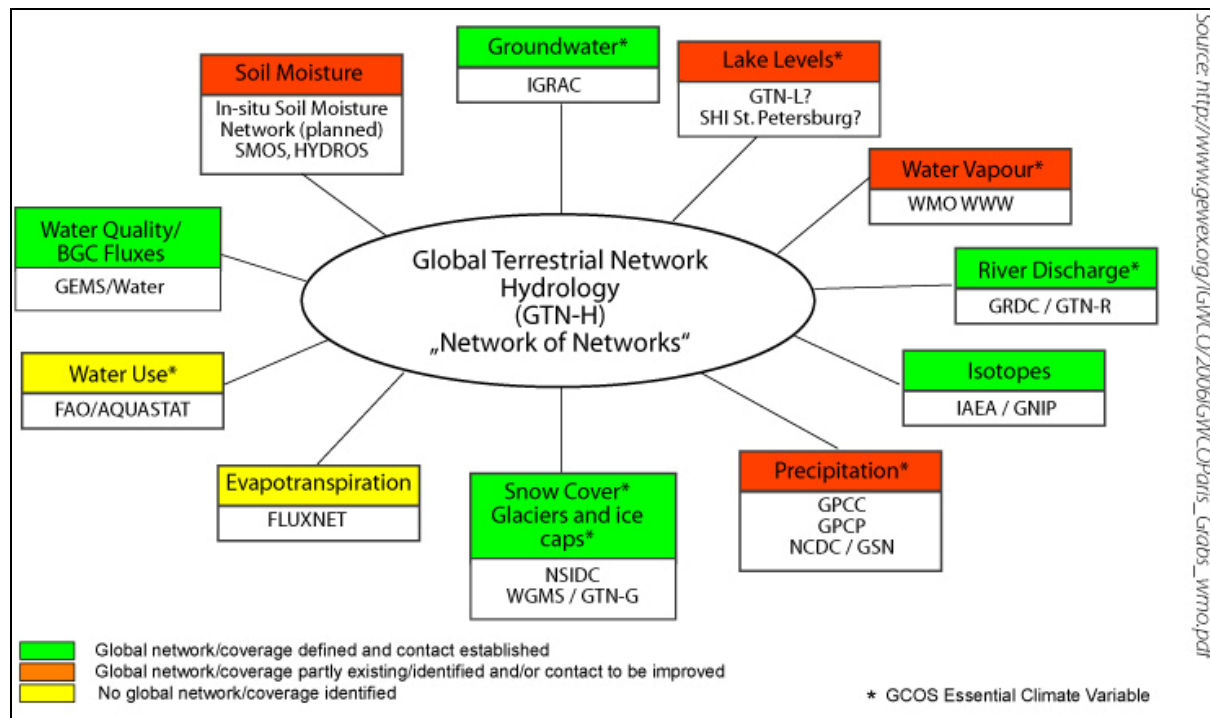 Groundwater*
IGRAC
Soil Moisture
In-situ Soil Moisture
Network (planned)
SMOS, HYDROS
Lake Levels*
GTN-L?
SHI St. Petersburg?
Water Vapour*
WMO WWW
Water Quality/
BGC Fluxes
GEMS/Water
Global Terrestrial Network
Hydrology
(GTN-H)
„Network of Networks“
River Discharge*
GRDC / GTN-R
Water Use*
FAO/AQUASTAT
Isotopes
IAEA / GNIP
Evapotranspiration
FLUXNET
Snow Cover*
Glaciers and ice
caps*
NSIDC
WGMS / GTN-G
Precipitation*
GPCC
GPCP
NCDC / GSN
Global network/coverage defined and contact established
Global network/coverage partly existing/identified and/or contact to be improved
No global network/coverage identified
* GCOS Essential Climate Variable
Source: http://www.gewex.org/IGWCO/2006IGWCOParis_Grabs_wmo.pdf